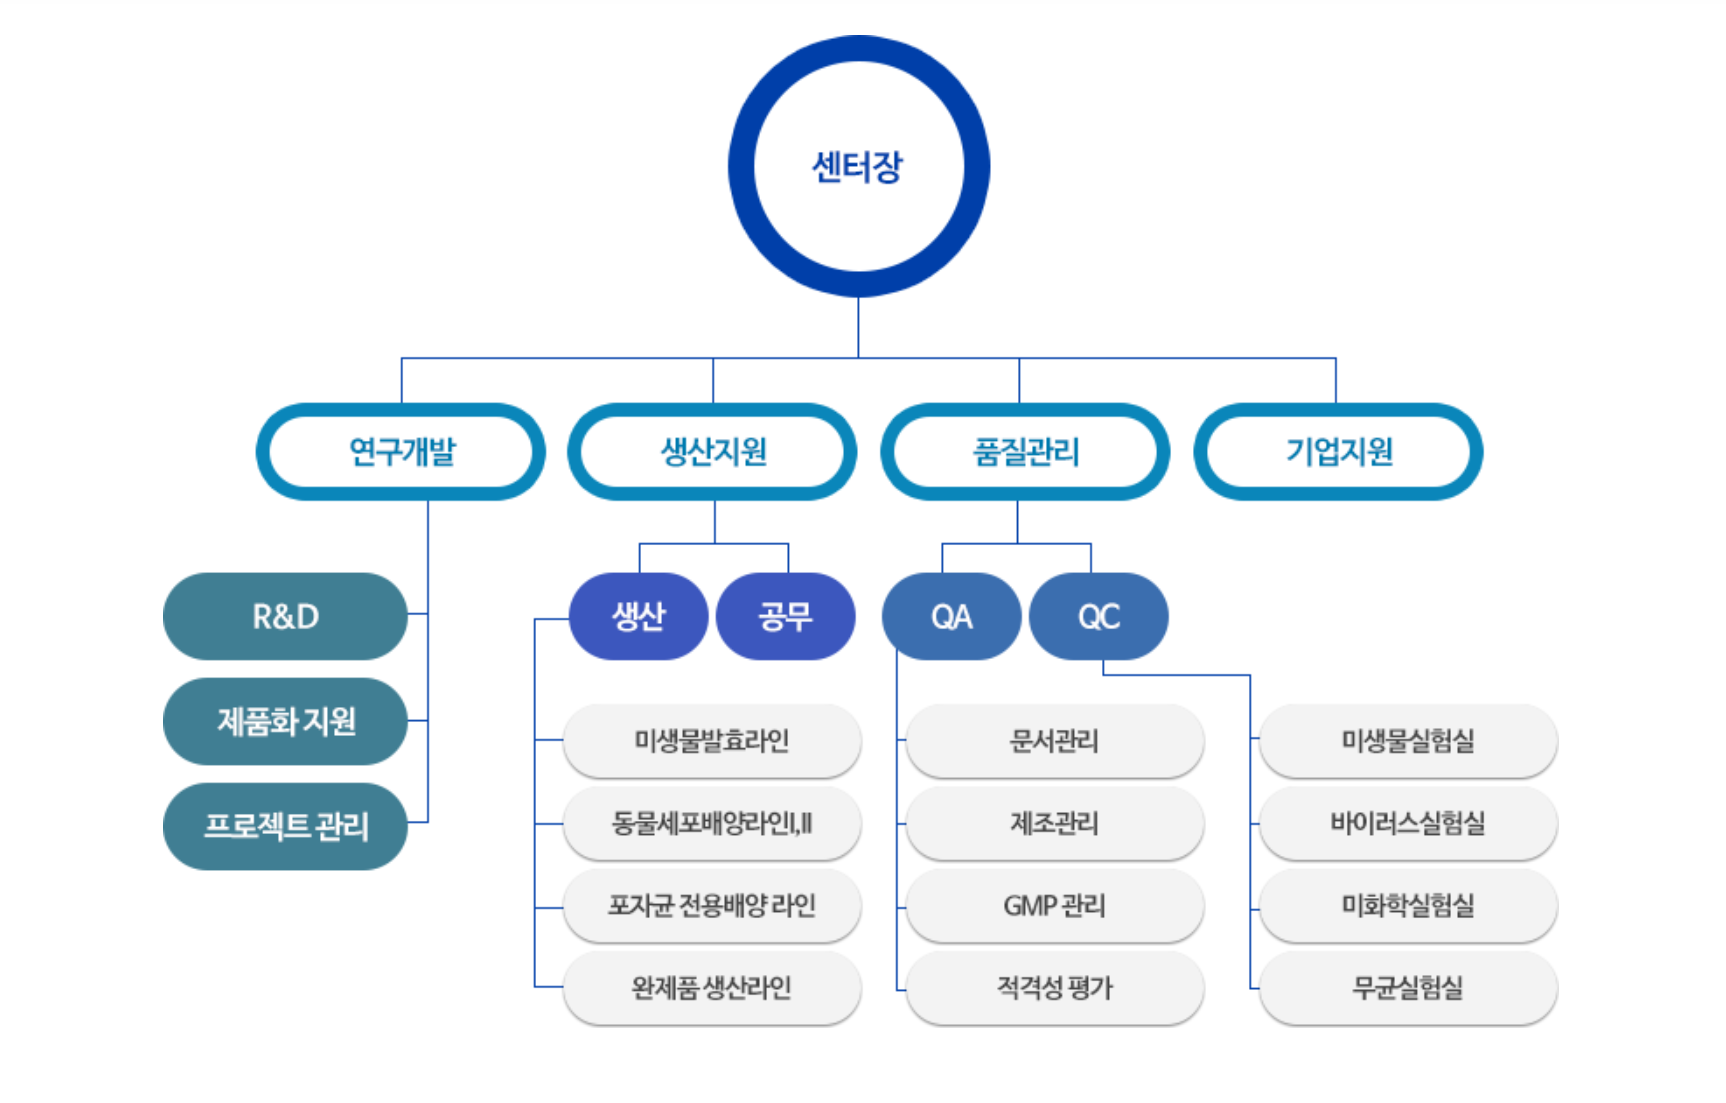 센터장
연구개발
생산지원
품질관리
기업지원
R&D
제품화 지원
프로젝트 관리
생산
공무
QA
QC
미생물발효라인
동물세포배양라인I,II
포자균 전용배양 라인
완제품 생산라인
문서관리
제조관리
GMP 관리
적격성 평가
미생물실험실
바이러스실험실
미화학실험실
무균실험실